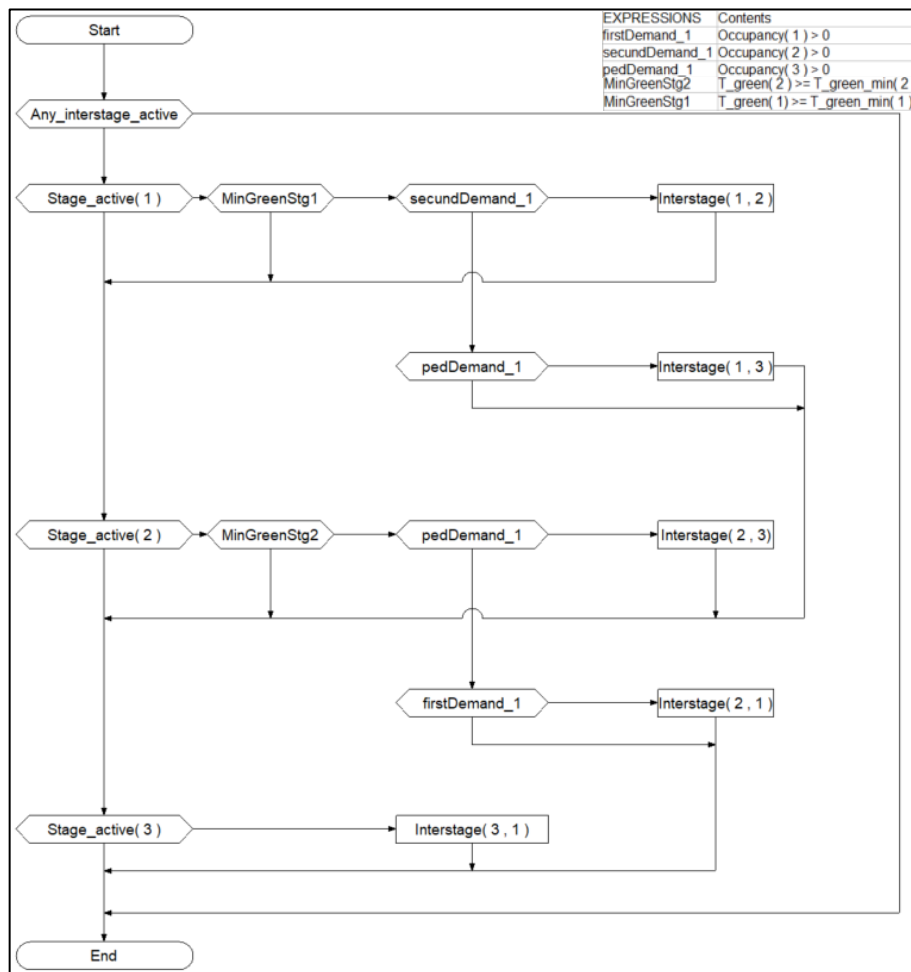 EXPRESSIONS Contents
Start
firstDemand_1 Occupancy( 1 ) > 0
secundDemand_1 Occupancy( 2 ) > 0
pedDemand_1 Occupancy( 3 ) > 0
MinGreenStg2 T_green( 2 ) >= T_green_min( 2
MinGreenStg1 T_green( 1) >= T_green_min( 1 )
Any_interstage_active
Stage_active( 1 ) MinGreenStg1 secundDemand_1 Interstage( 1 , 2 )
pedDemand_1 Interstage( 1 , 3 )
Stage_active( 2 ) MinGreenStg2 pedDemand_1 Interstage( 2 , 3)
firstDemand_1 Interstage( 2 , 1 )
Stage_active( 3 ) Interstage( 3 , 1 )
End